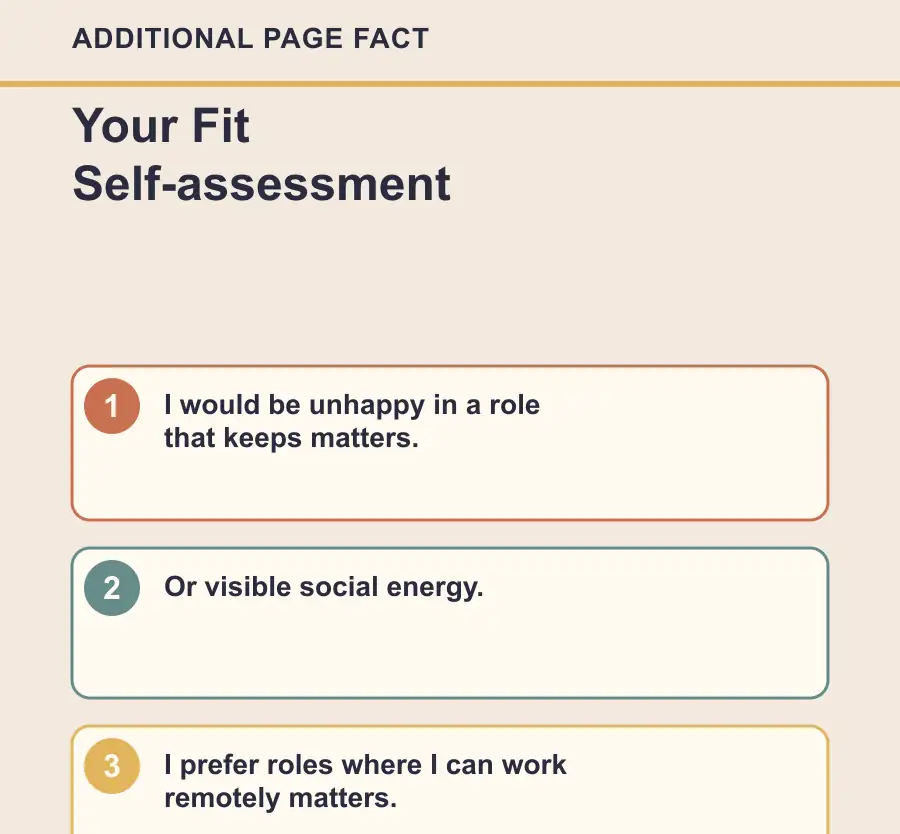 ADDITIONAL PAGE FACT
Your Fit
Self-assessment
1
I would be unhappy in a role
that keeps matters.
2
Or visible social energy.
3
I prefer roles where I can work
remotely matters.